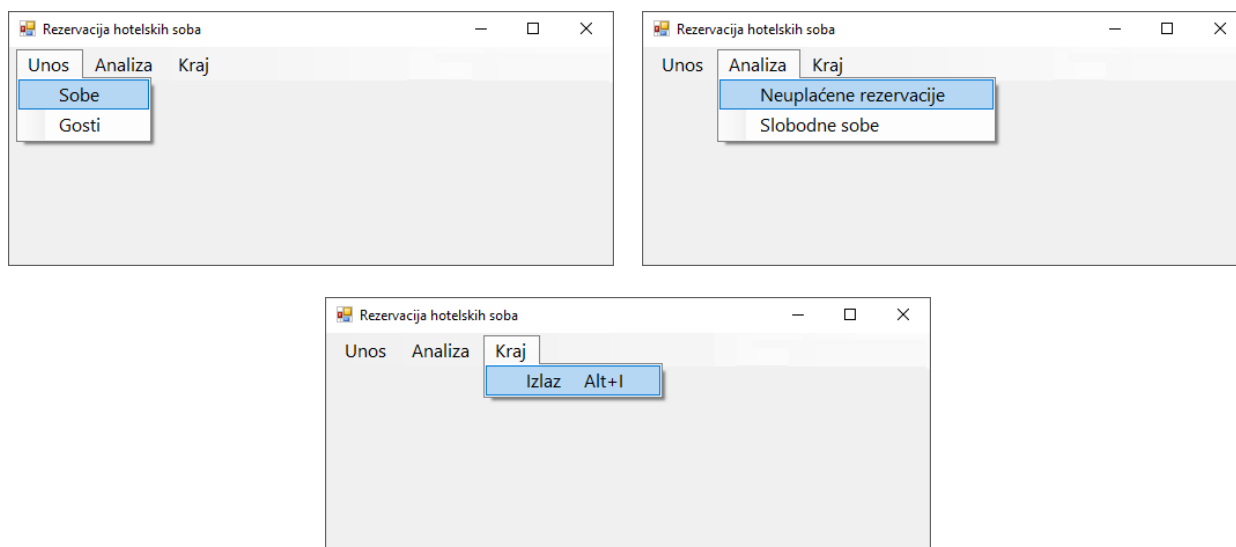 Rezervacija hotelskih soba
Unos Analiza Kraj
Sobe
Gosti
Rezervacija hotelskih soba
Unos Analiza Kraj
Neuplaćene rezervacije
Slobodne sobe
Rezervacija hotelskih soba
Unos Analiza Kraj
Izlaz Alt+I